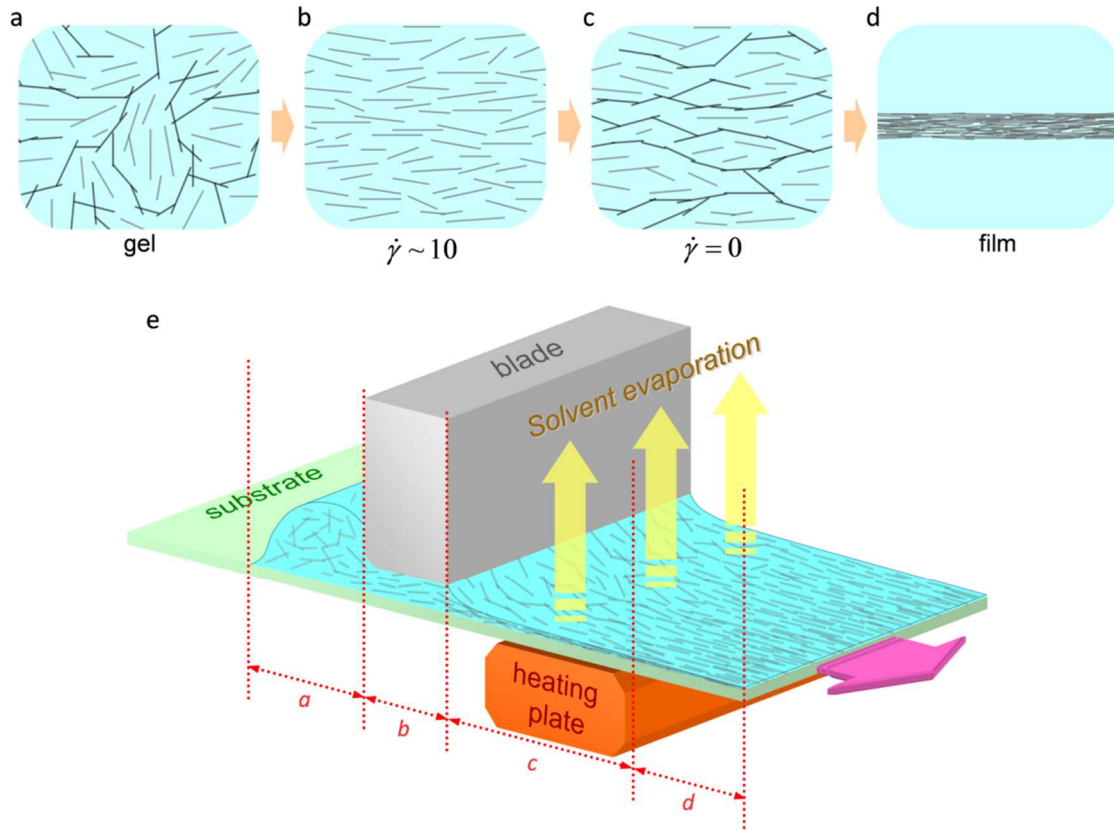 a
b
c
d
gel
γ̇ ~ 10
γ̇ = 0
film
e
blade
Solvent evaporation
substrate
heating
plate
a
b
c
d